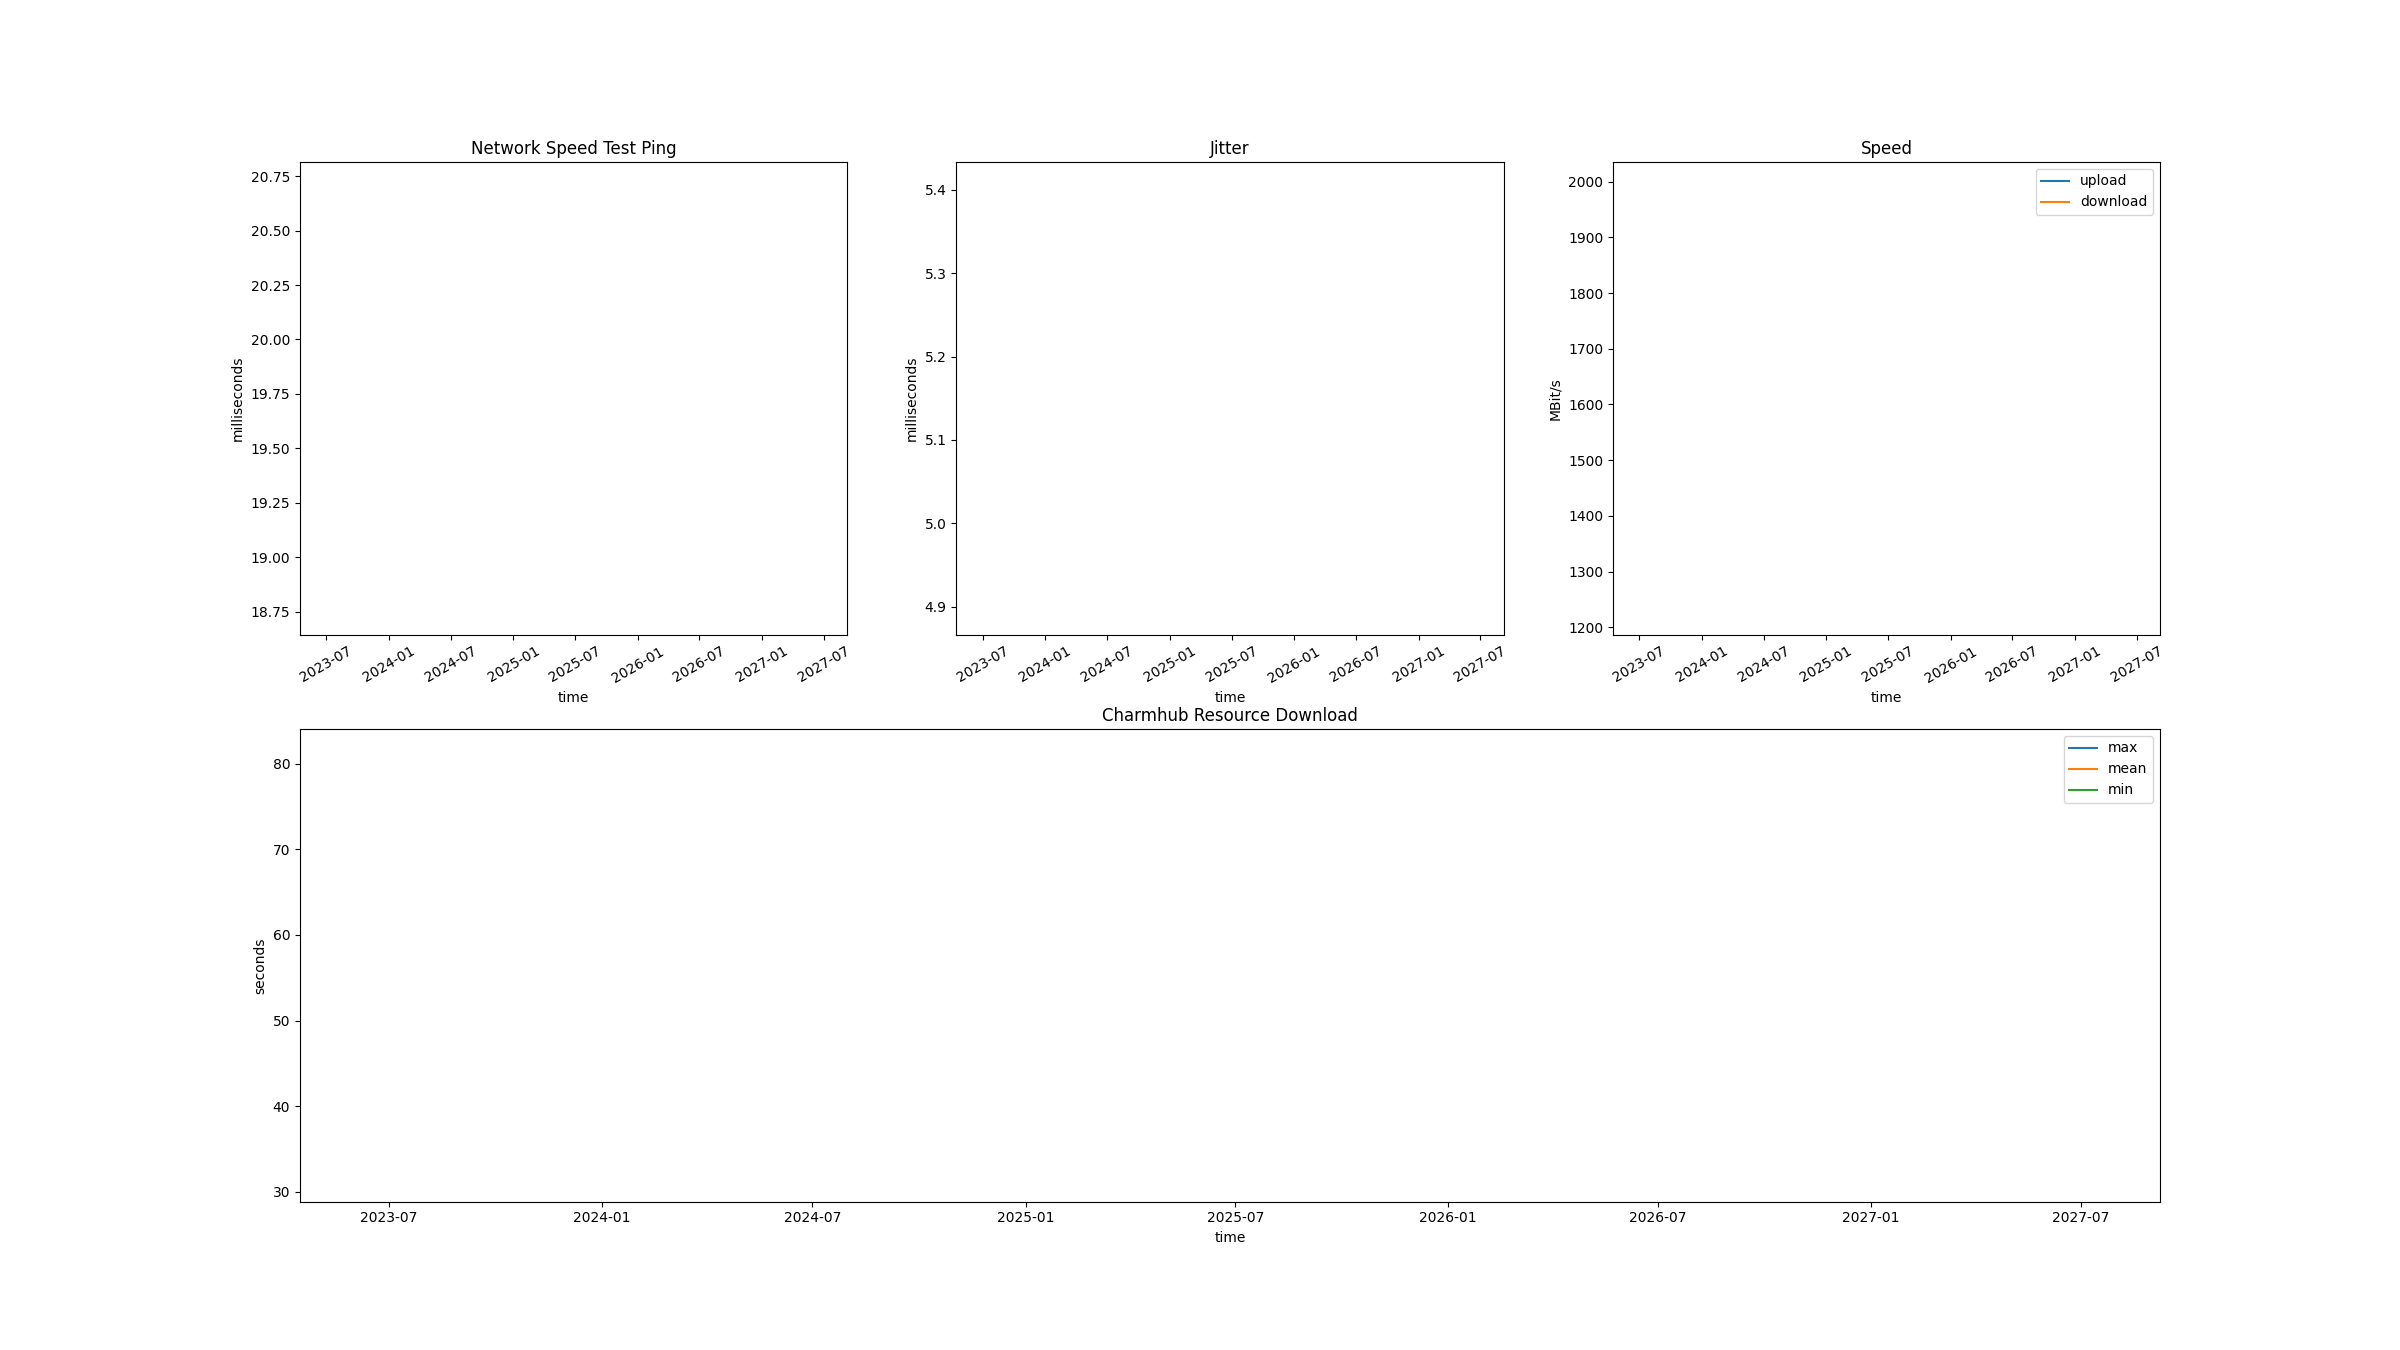 Network Speed Test Ping
20.75
20.50
20.25
20.00
19.75
19.50
19.25
19.00
18.75
milliseconds
2023-07 2024-01 2024-07 2025-01 2025-07 2026-01 2026-07 2027-01 2027-07
time
Jitter
5.4
5.3
5.2
5.1
5.0
4.9
milliseconds
2023-07 2024-01 2024-07 2025-01 2025-07 2026-01 2026-07 2027-01 2027-07
time
Speed
upload
download
2000
1900
1800
1700
1600
1500
1400
1300
1200
MBit/s
2023-07 2024-01 2024-07 2025-01 2025-07 2026-01 2026-07 2027-01 2027-07
time
Charmhub Resource Download
max
mean
min
80
70
60
50
40
30
seconds
2023-07 2024-01 2024-07 2025-01 2025-07 2026-01 2026-07 2027-01 2027-07
time